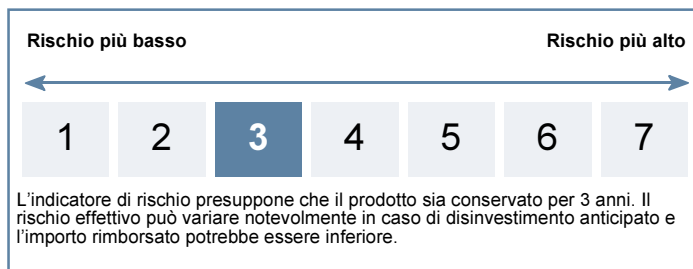 Rischio più basso Rischio più alto
1 2 3 4 5 6 7
L'indicatore di rischio presuppone che il prodotto sia conservato per 3 anni. Il
rischio effettivo può variare notevolmente in caso di disinvestimento anticipato e
l'importo rimborsato potrebbe essere inferiore.